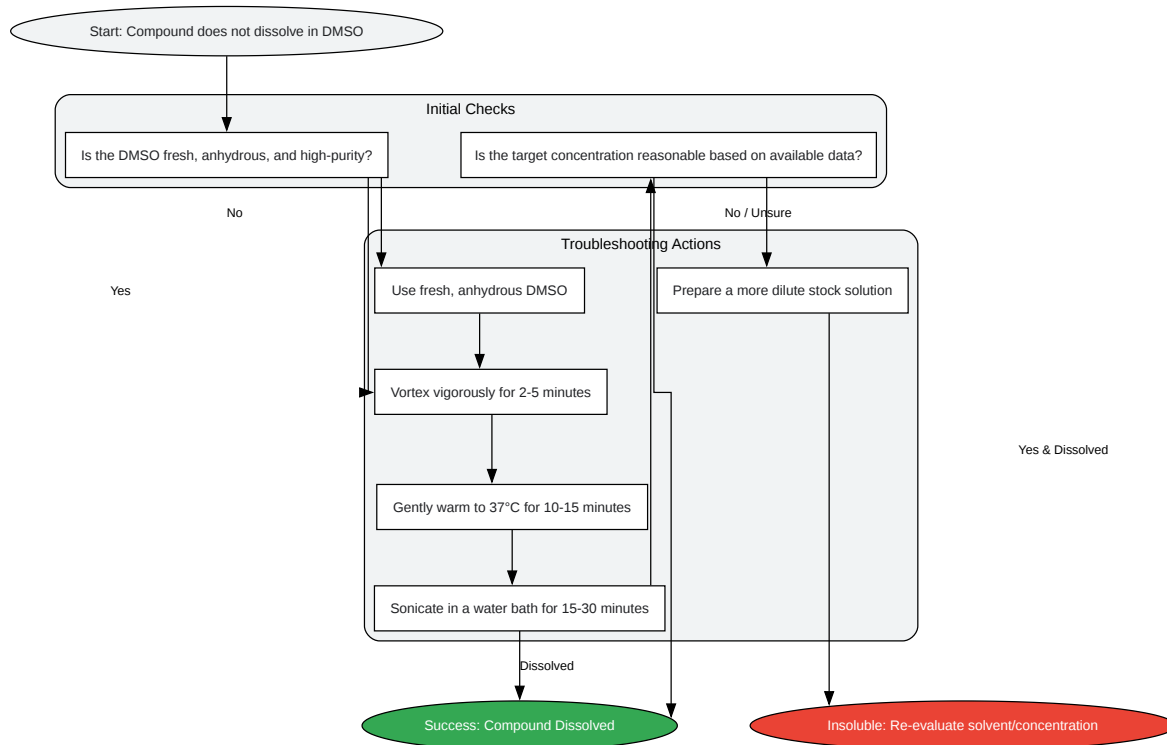 Start: Compound does not dissolve in DMSO
Initial Checks
Is the DMSO fresh, anhydrous, and high-purity?
Is the target concentration reasonable based on available data?
No
No / Unsure
Troubleshooting Actions
Yes
Use fresh, anhydrous DMSO
Prepare a more dilute stock solution
Vortex vigorously for 2-5 minutes
Yes & Dissolved
Gently warm to 37°C for 10-15 minutes
Sonicate in a water bath for 15-30 minutes
Dissolved
Success: Compound Dissolved
Insoluble: Re-evaluate solvent/concentration